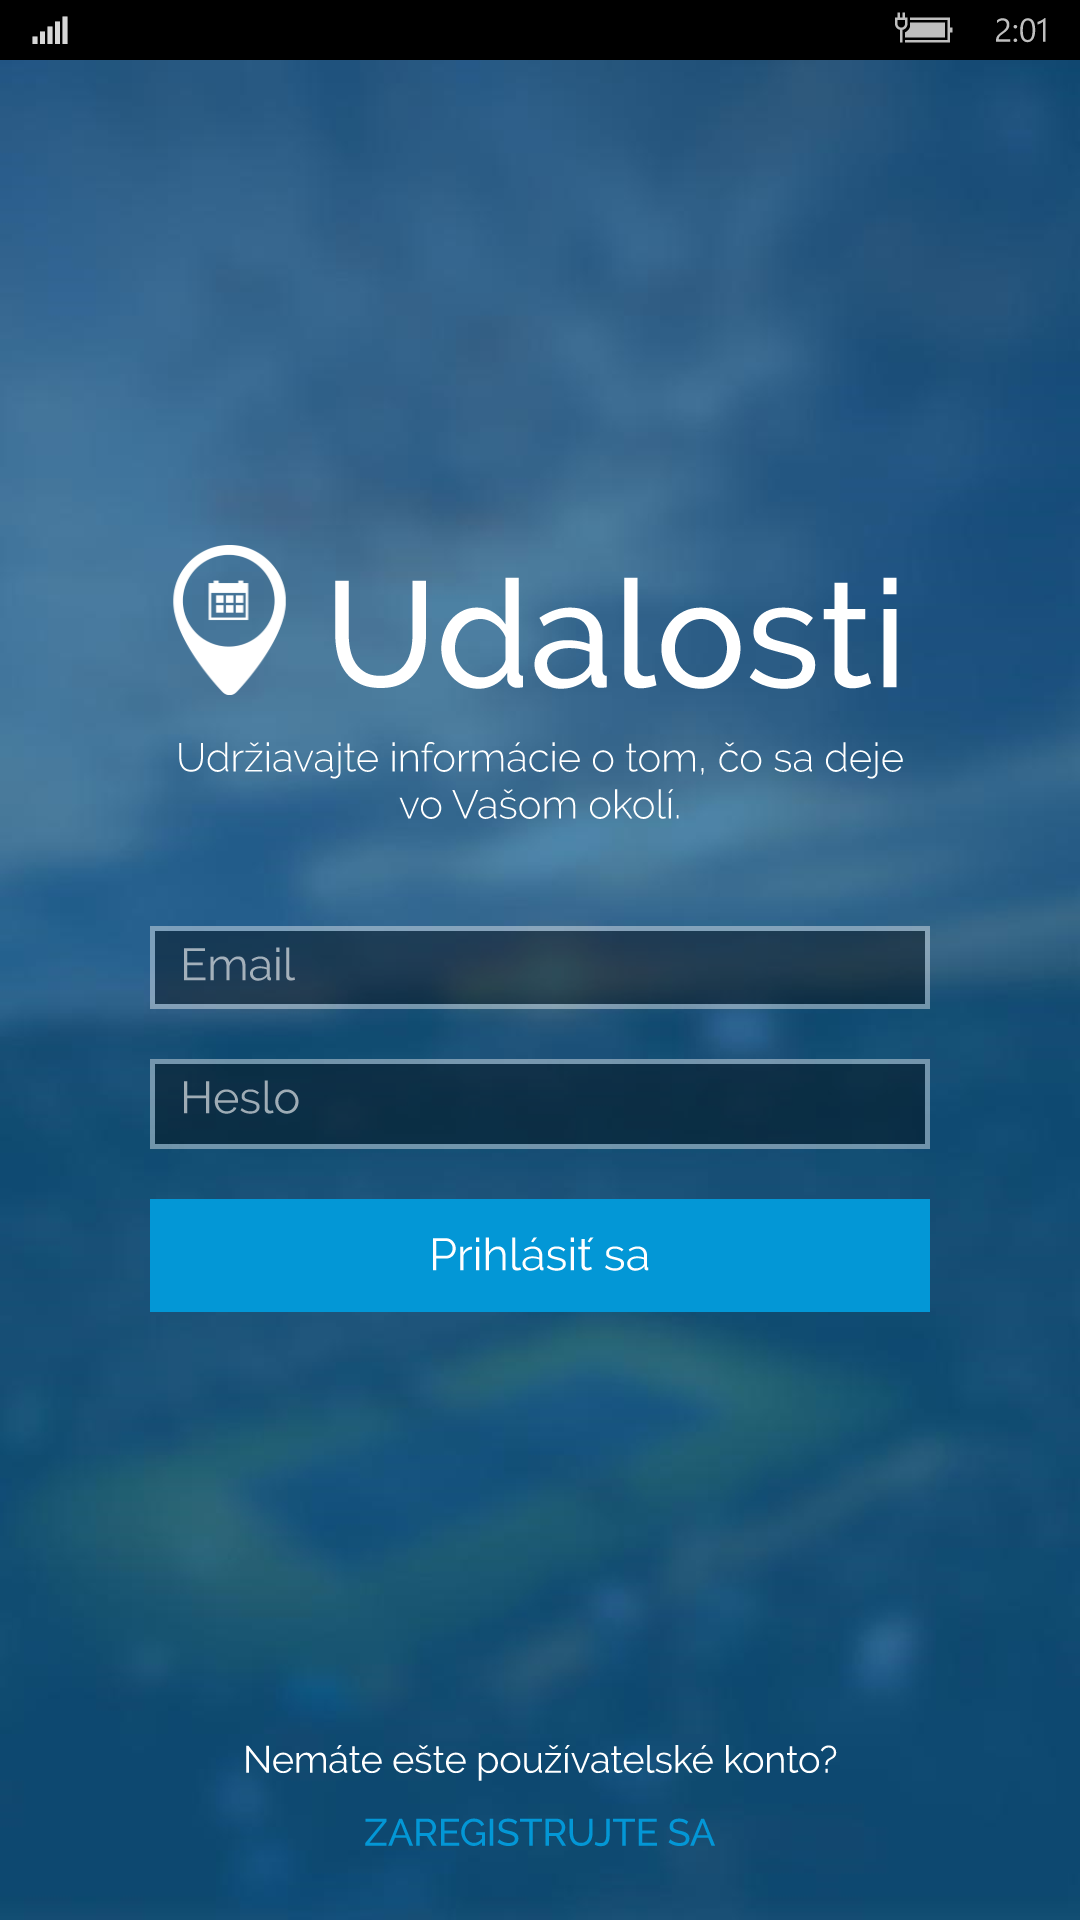 2:01
Udalosti
Udržiavajte informácie o tom, čo sa deje
vo Vašom okolí.
Email
Heslo
Prihlásiť sa
Nemáte ešte používatelské konto?
ZAREGISTRUJTE SA